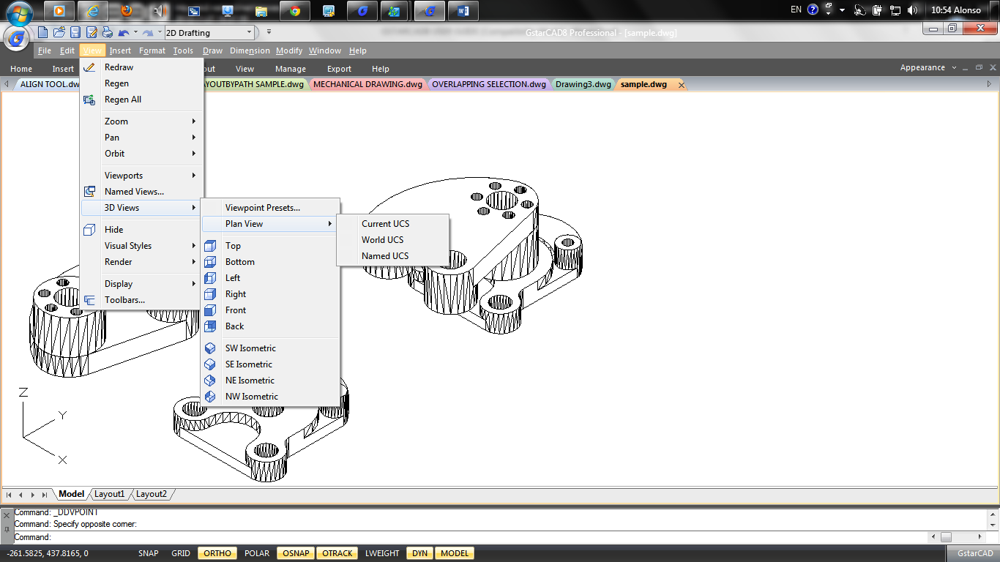 EN
10:54 Alonso
2D Drafting
GstarCAD8 Professional - [sample.dwg]
File Edit View Insert Format Tools Draw Dimension Modify Window Help
Home Insert out View Manage Export Help
Appearance
ALIGN TOOL.dw AYOUTBYPATH SAMPLE.dwg MECHANICAL DRAWING.dwg OVERLAPPING SELECTION.dwg Drawing3.dwg sample.dwg
Redraw
Regen
Regen All
Zoom
Pan
Orbit
Viewports
Named Views...
3D Views
Hide
Visual Styles
Render
Display
Toolbars...
Viewpoint Presets...
Plan View
Top
Bottom
Left
Right
Front
Back
SW Isometric
SE Isometric
NE Isometric
NW Isometric
Current UCS
World UCS
Named UCS
Z
Y
X
Model Layout1 Layout2
Command: _DDVPOINT
Command: Specify opposite corner:
Command:
-261.5825, 437.8165, 0 SNAP GRID ORTHO POLAR OSNAP OTRACK LWEIGHT DYN MODEL GstarCAD